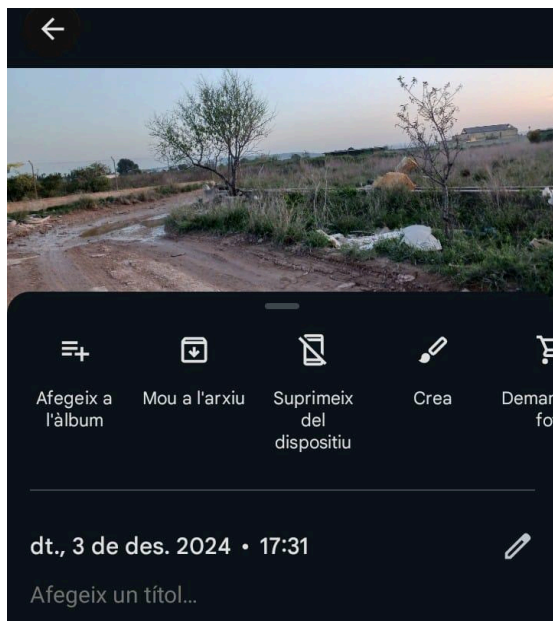 Afegeix a
l'àlbum
Mou a l'arxiu
Suprimeix
del
dispositiu
Crea
dt., 3 de des. 2024 • 17:31
Afegeix un títol...